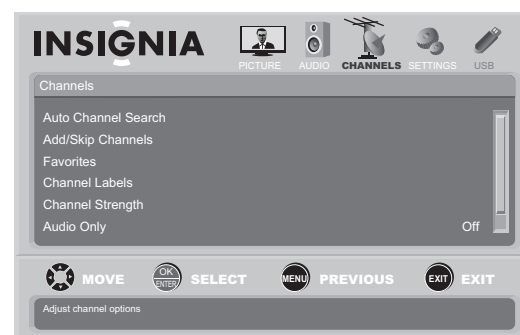 INSIGNIA
PICTURE AUDIO CHANNELS SETTINGS USB
Channels
Auto Channel Search
Add/Skip Channels
Favorites
Channel Labels
Channel Strength
Audio Only Off
MOVE OK ENTER SELECT MENU PREVIOUS EXIT EXIT
Adjust channel options